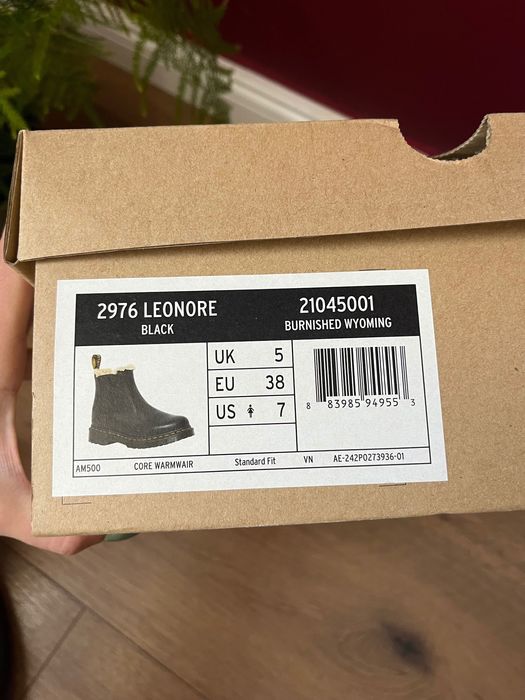 2976 LEONORE
BLACK
21045001
BURNISHED WYOMING
UK 5
EU 38
US 7
8 83985 94955 3
AM500 CORE WARMWAIR Standard Fit VN AE-242P0273936-01